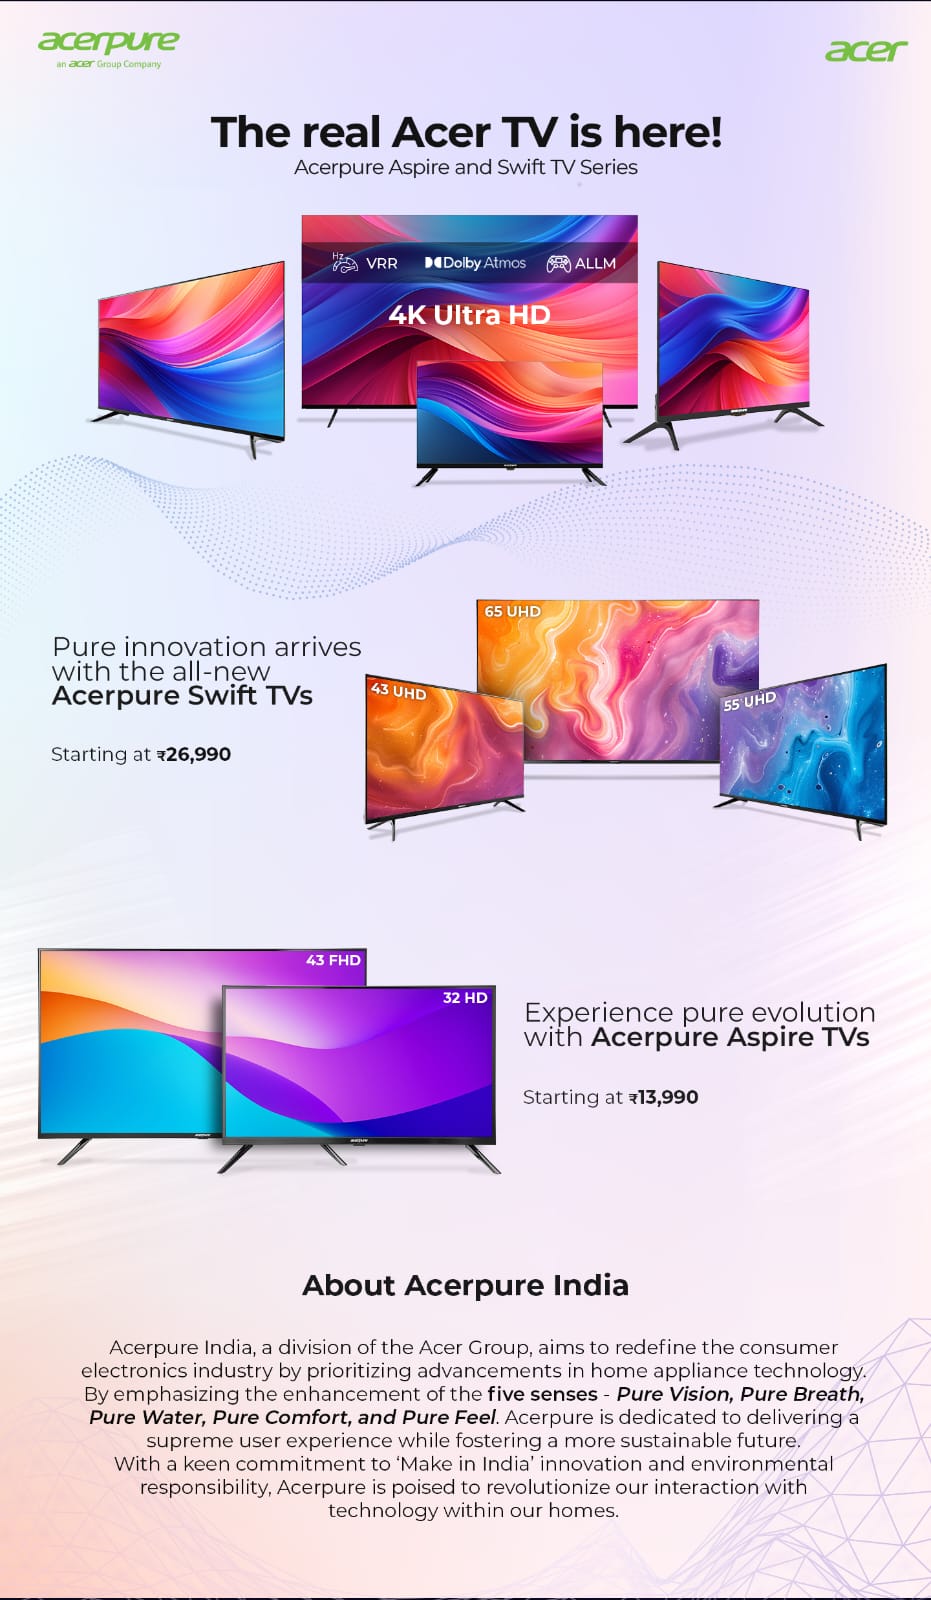 acerpure
an acer Group Company
acer
The real Acer TV is here!
Acerpure Aspire and Swift TV Series
Hz VRR Dolby Atmos ALLM
4K Ultra HD
Pure innovation arrives
with the all-new
Acerpure Swift TVs
Starting at ₹26,990
65 UHD
43 UHD
55 UHD
43 FHD
32 HD
Experience pure evolution
with Acerpure Aspire TVs
Starting at ₹13,990
About Acerpure India
Acerpure India, a division of the Acer Group, aims to redefine the consumer
electronics industry by prioritizing advancements in home appliance technology.
By emphasizing the enhancement of the five senses - Pure Vision, Pure Breath,
Pure Water, Pure Comfort, and Pure Feel. Acerpure is dedicated to delivering a
supreme user experience while fostering a more sustainable future.
With a keen commitment to ‘Make in India’ innovation and environmental
responsibility, Acerpure is poised to revolutionize our interaction with
technology within our homes.